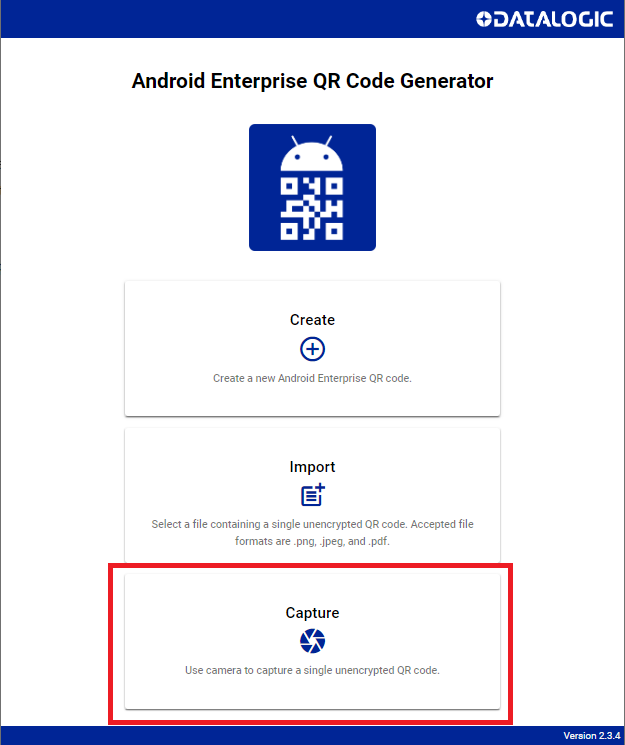 DATALOGIC
Android Enterprise QR Code Generator
Create
Create a new Android Enterprise QR code.
Import
Select a file containing a single unencrypted QR code. Accepted file
formats are .png, .jpeg, and .pdf.
Capture
Use camera to capture a single unencrypted QR code.
Version 2.3.4